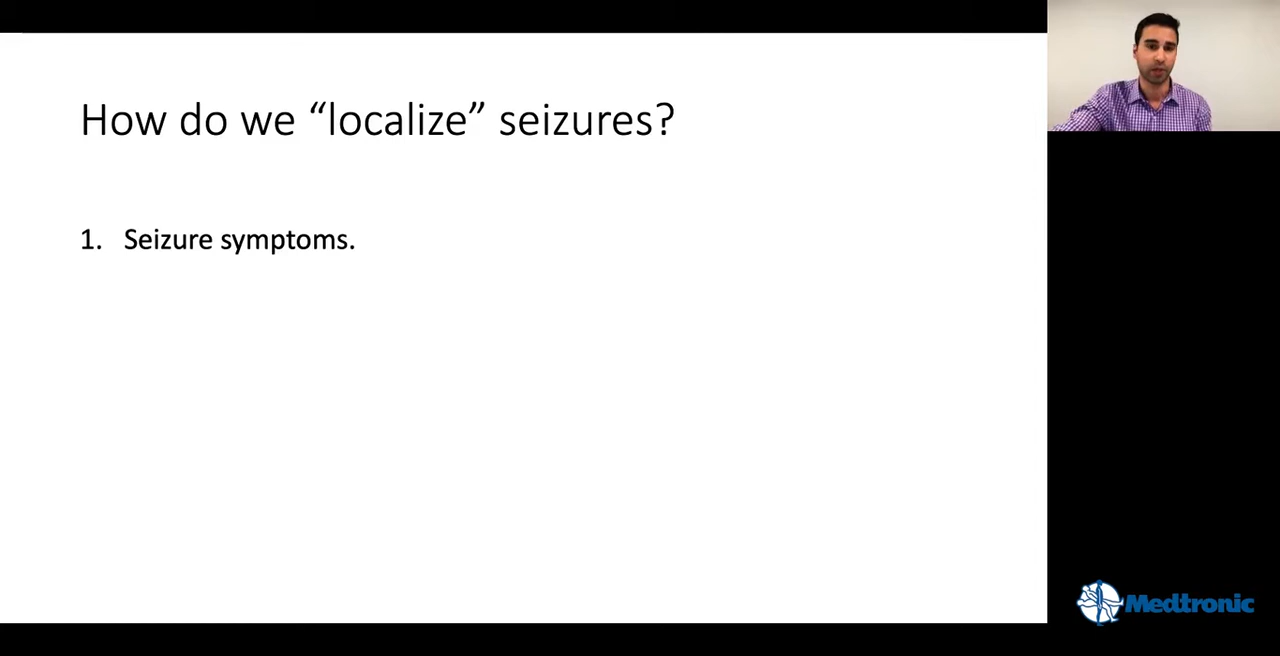 How do we “localize” seizures?
1. Seizure symptoms.
Medtronic